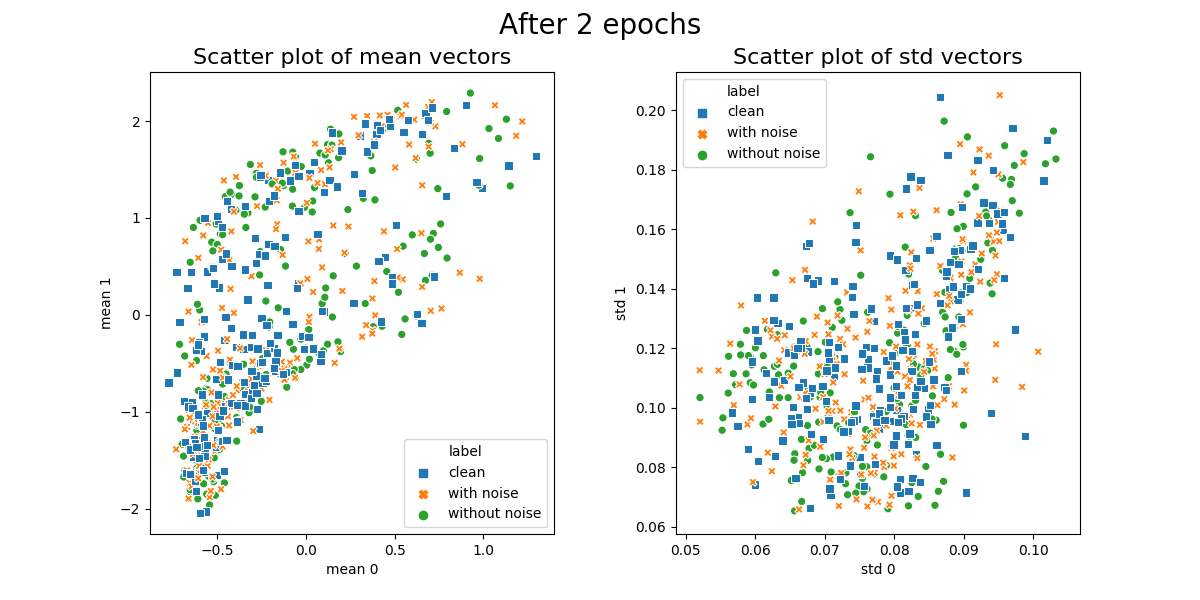 After 2 epochs
Scatter plot of mean vectors
2
1
0
−1
−2
mean 1
−0.5
0.0
0.5
1.0
mean 0
label
clean
with noise
without noise
Scatter plot of std vectors
label
clean
with noise
without noise
0.20
0.18
0.16
0.14
0.12
0.10
0.08
0.06
std 1
0.05
0.06
0.07
0.08
0.09
0.10
std 0